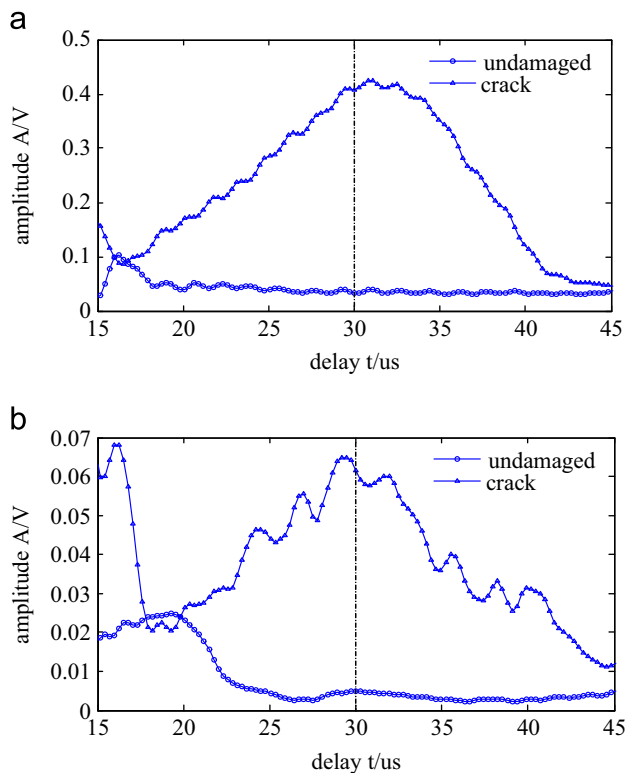 a
0.5
0.4
0.3
0.2
0.1
0
amplitude A/V
undamaged
crack
15 20 25 30 35 40 45
delay t/us
b
0.07
0.06
0.05
0.04
0.03
0.02
0.01
0
amplitude A/V
undamaged
crack
15 20 25 30 35 40 45
delay t/us